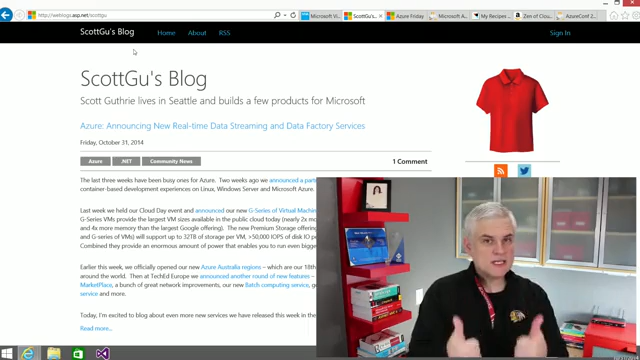 http://weblogs.asp.net/scottgu
Microsoft Vi...
ScottGu's...
Azure Friday
Microsoft A...
My Recipes...
Zen of Clou...
AzureConf 2...
ScottGu's Blog Home About RSS Sign In
ScottGu's Blog
Scott Guthrie lives in Seattle and builds a few products for Microsoft
Azure: Announcing New Real-time Data Streaming and Data Factory Services
Friday, October 31, 2014
1 Comment
Azure .NET Community News
The last three weeks have been busy ones for Azure. Two weeks ago we announced a part
container-based development experiences on Linux, Windows Server and Microsoft Azure.
Last week we held our Cloud Day event and announced our new G-Series of Virtual Machin
G-Series VMs provide the largest VM sizes available in the public cloud today (nearly 2x mo
and 4x more memory than the largest Google offering. The new Premium Storage offering
and G-series of VMs) will support up to 32TB of storage per VM, >50,000 IOPS of disk IO p
Combined they provide an enormous amount of power that enables you to run even bigger
Earlier this week, we officially opened our new Azure Australia regions – which are our 18th
around the world. Then at TechEd Europe we announced another round of new features –
MarketPlace, a bunch of great network improvements, our new Batch computing service, ge
service and more.
Today, I'm excited to blog about even more new services we have released this week in the
Read more...